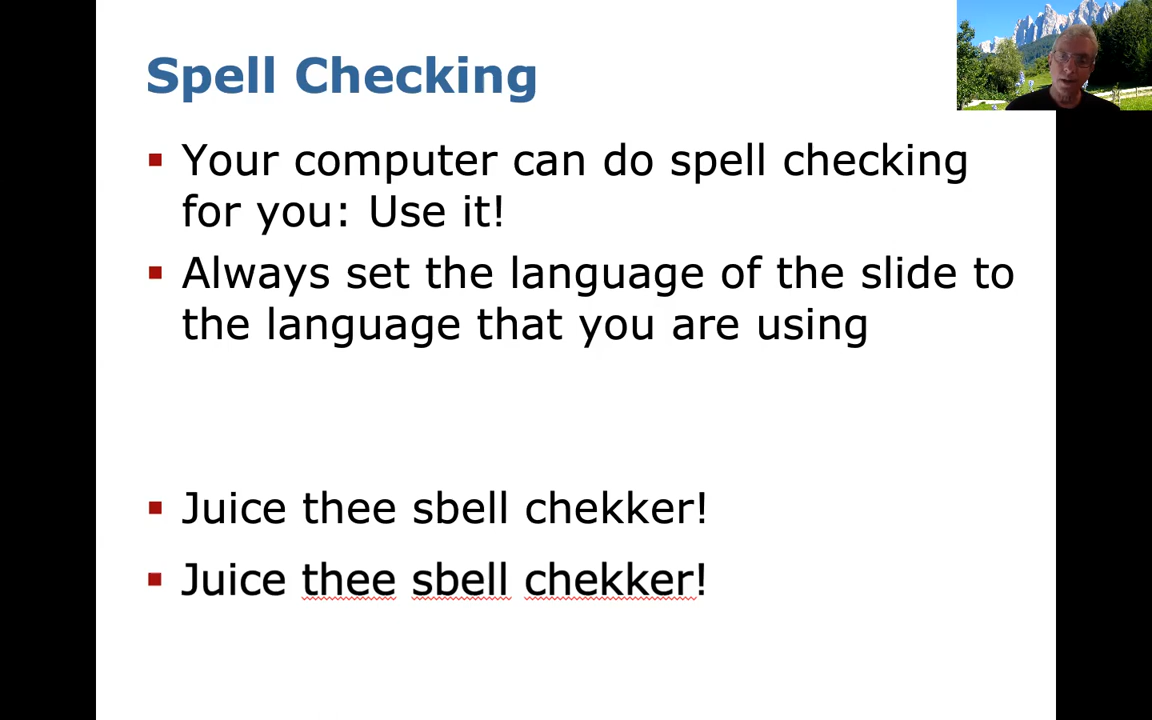 Spell Checking
Your computer can do spell checking
for you: Use it!
Always set the language of the slide to
the language that you are using
Juice thee sbell chekker!
Juice thee sbell chekker!